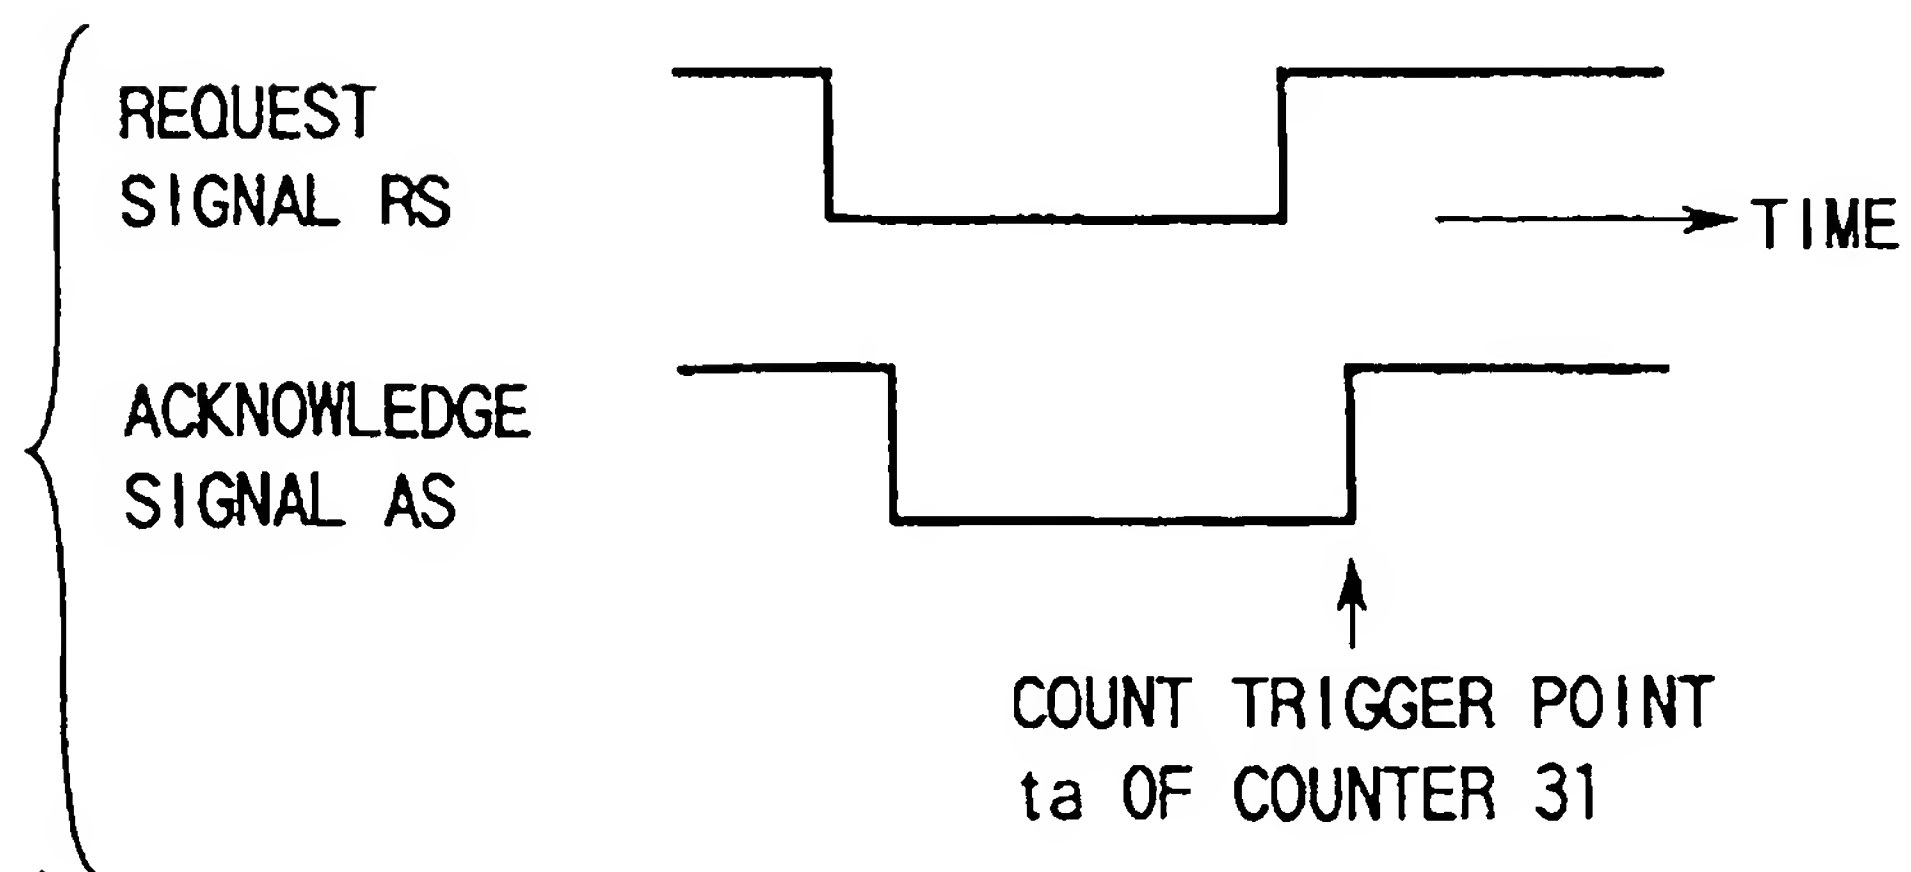 REQUEST
SIGNAL RS
TIME
ACKNOWLEDGE
SIGNAL AS
COUNT TRIGGER POINT
ta OF COUNTER 31